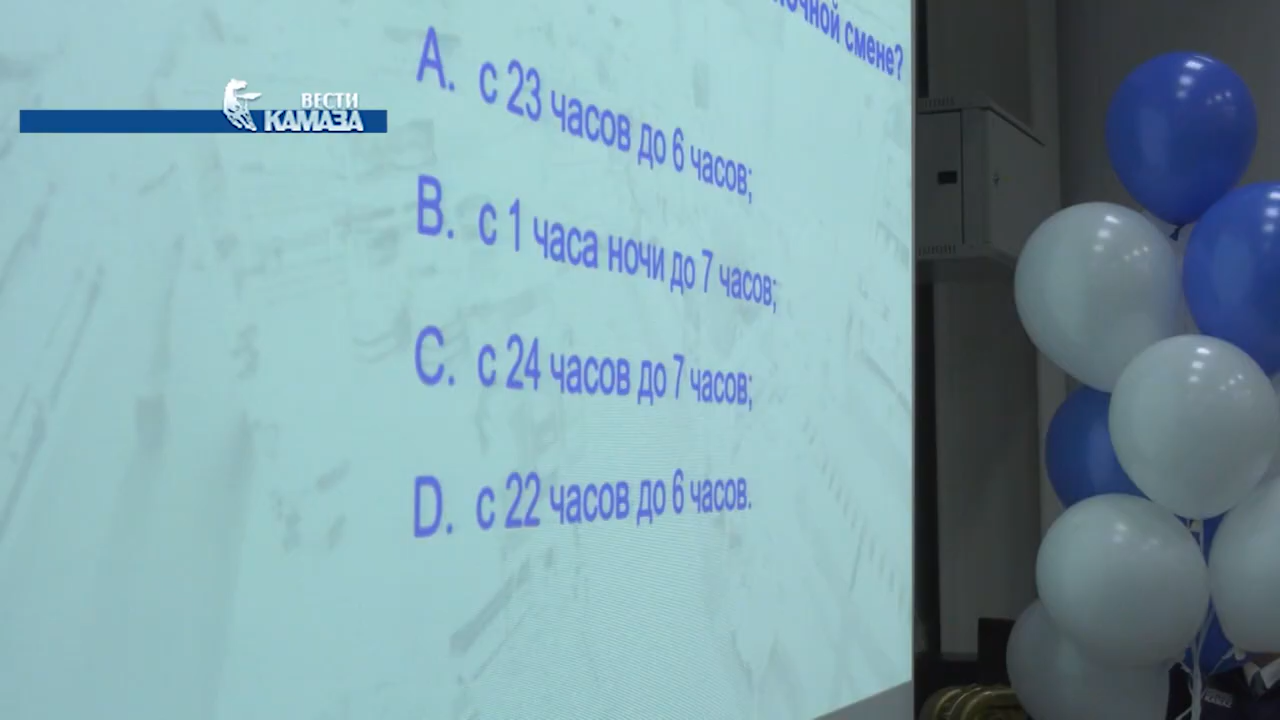 ночной смене?
A. с 23 часов до 6 часов;
ВЕСТИ
КАМАЗА
B. с 1 часа ночи до 7 часов;
C. с 24 часов до 7 часов;
D. с 22 часов до 6 часов.